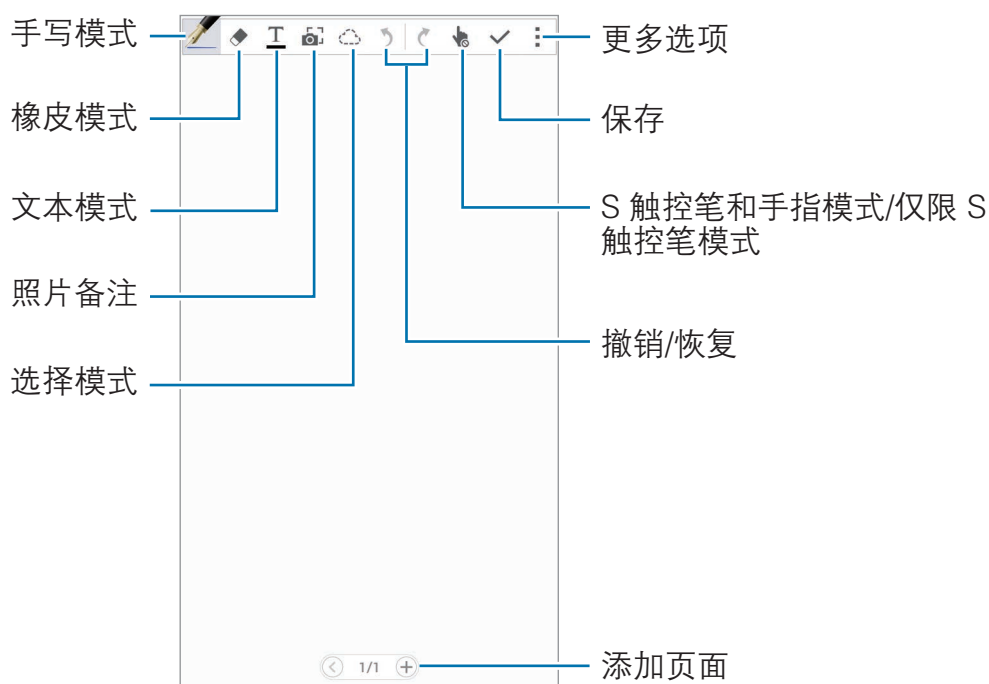 手写模式
橡皮模式
文本模式
照片备注
选择模式
T
更多选项
保存
S 触控笔和手指模式/仅限 S
触控笔模式
撤销/恢复
1/1
添加页面